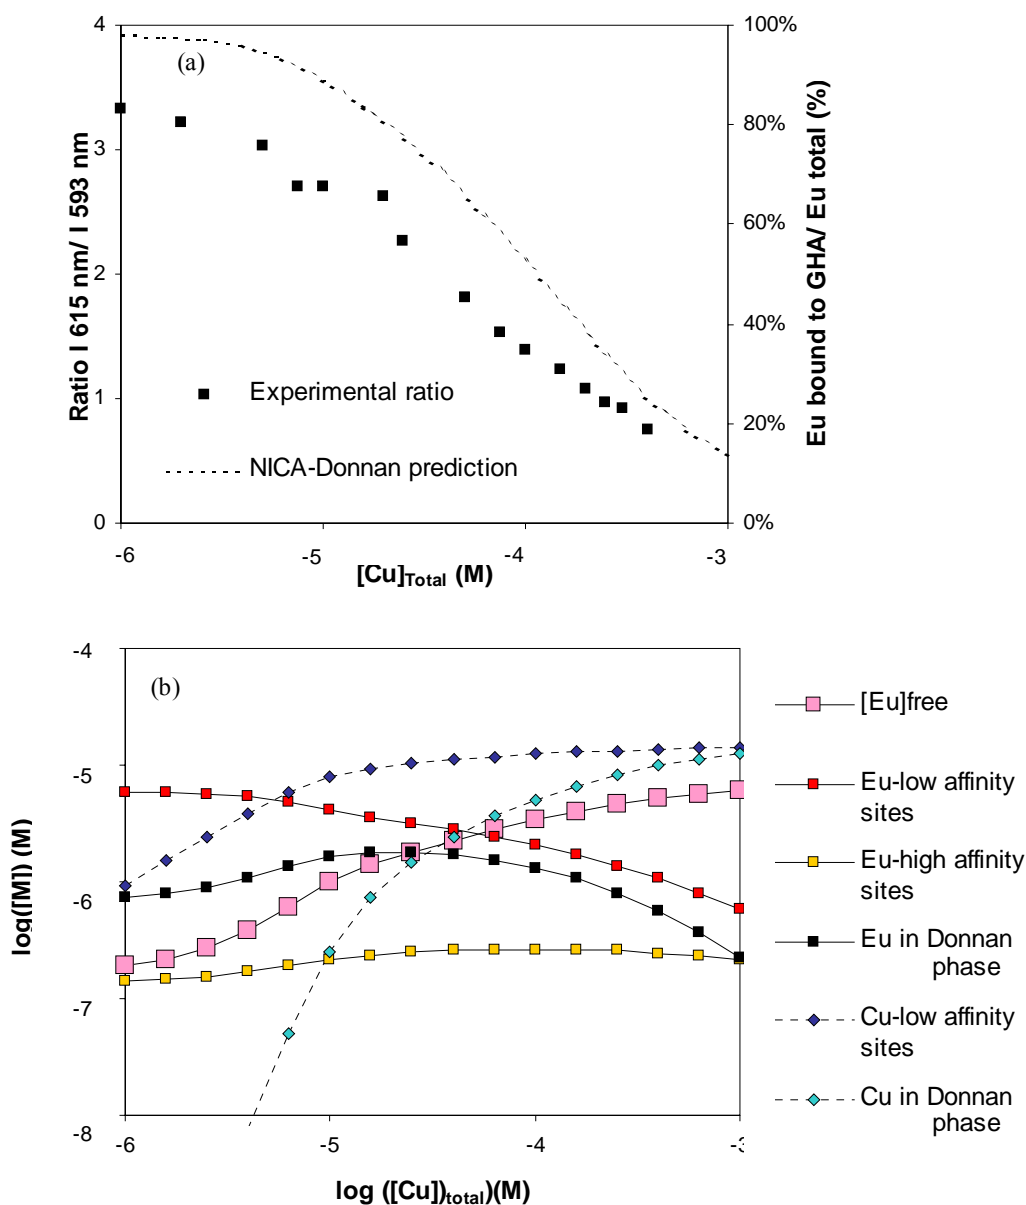 4
3
2
1
0
Ratio I 615 nm/ I 593 nm
(a)
Experimental ratio
NICA-Donnan prediction
100%
80%
60%
40%
20%
0%
Eu bound to GHA/ Eu total (%)
-6
-5
-4
-3
[Cu]Total (M)
-4
-5
-6
-7
-8
log([M]) (M)
(b)
-6
-5
-4
-3
log ([Cu])total)(M)
[Eu]free
Eu-low affinity
sites
Eu-high affinity
sites
Eu in Donnan
phase
Cu-low affinity
sites
Cu in Donnan
phase